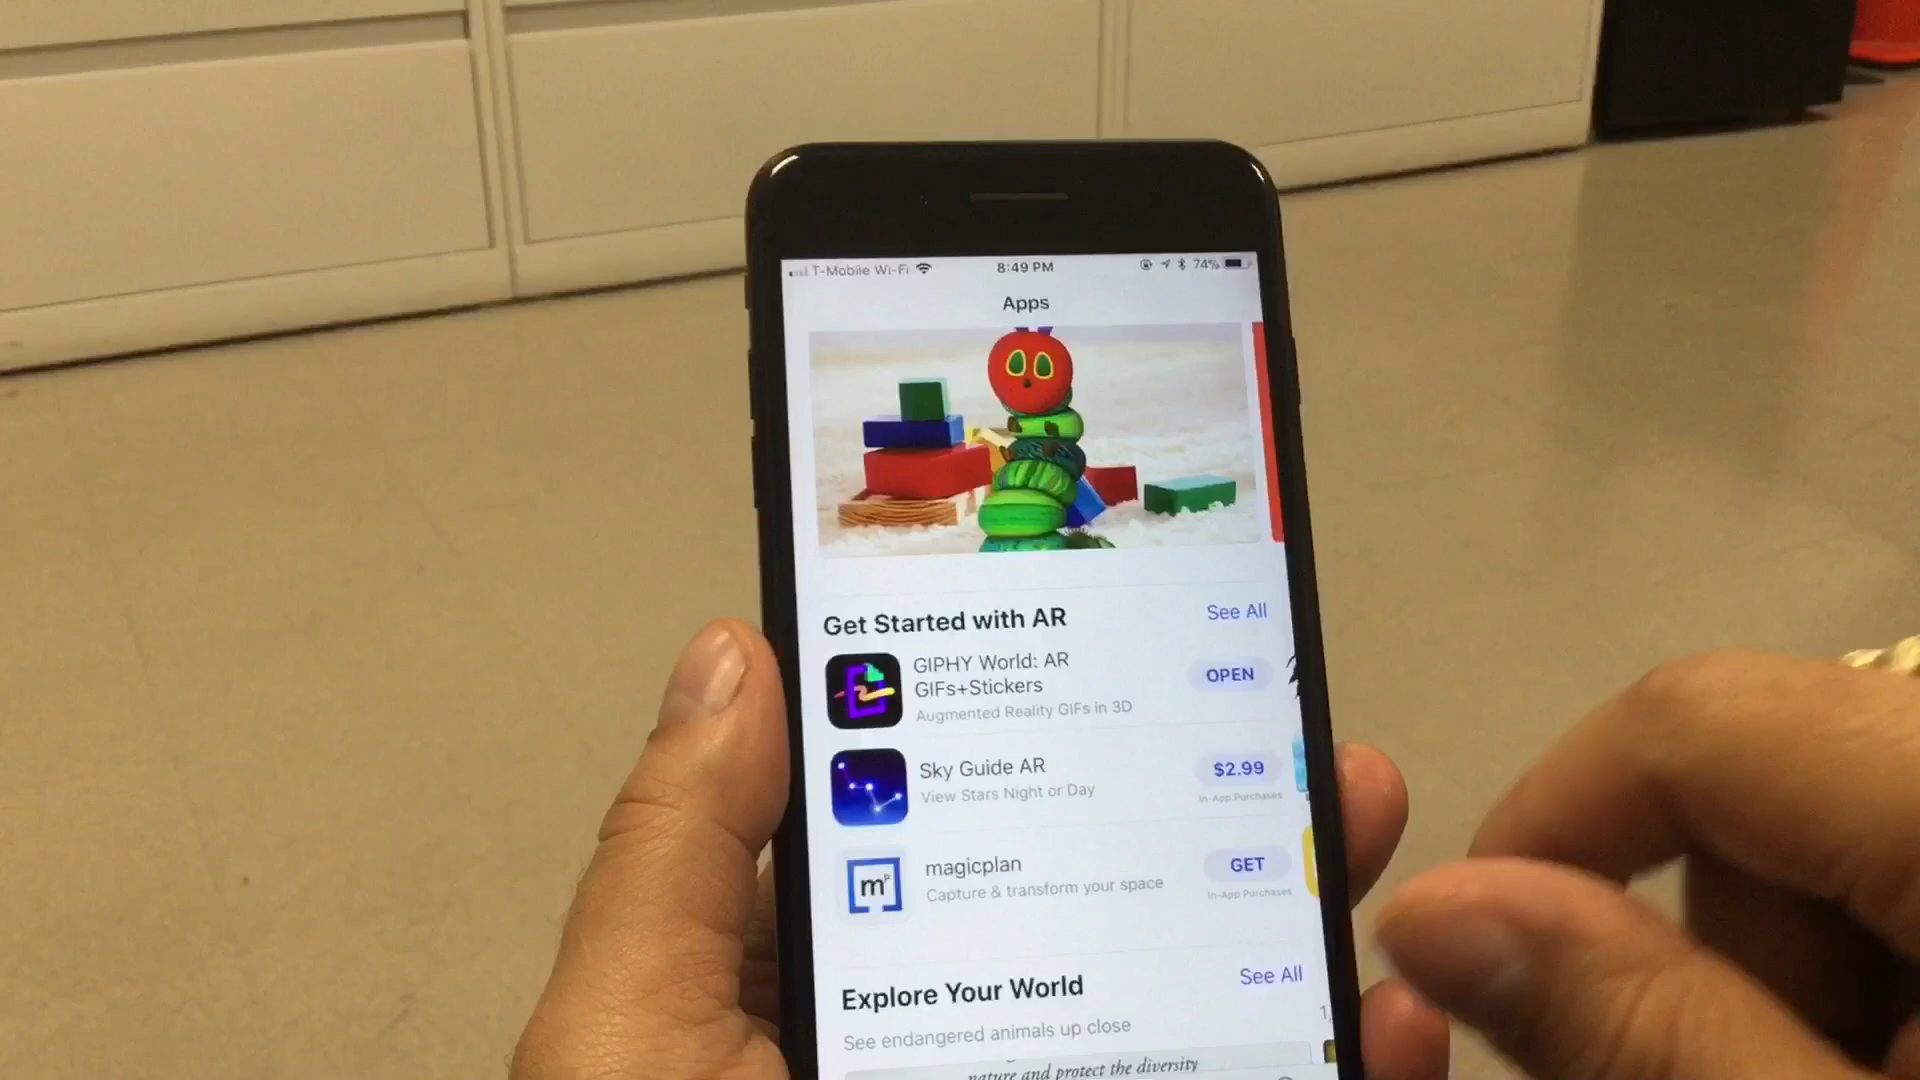 T-Mobile Wi-Fi 8:49 PM 74%
Apps
Get Started with AR See All
GIPHY World: AR
GIFs+Stickers
Augmented Reality GIFs in 3D
OPEN
Sky Guide AR
View Stars Night or Day
$2.99
In-App Purchases
mp
magicplan
Capture & transform your space
GET
In-App Purchases
Explore Your World See All
See endangered animals up close
nature and protect the diversity